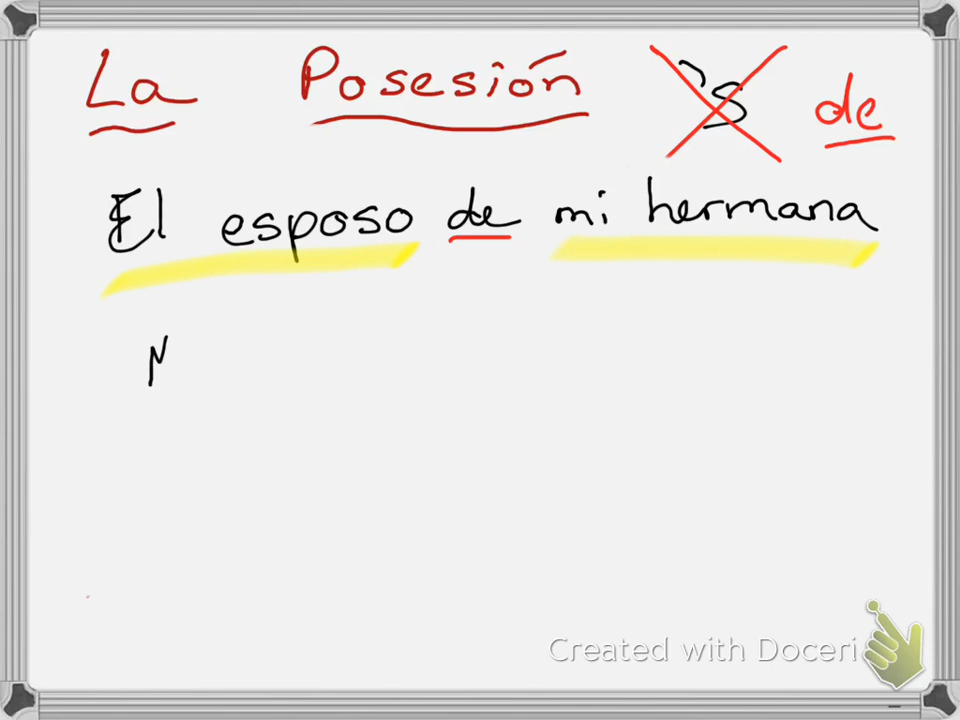 La Posesión 's de
El esposo de mi hermana
Created with Doceri